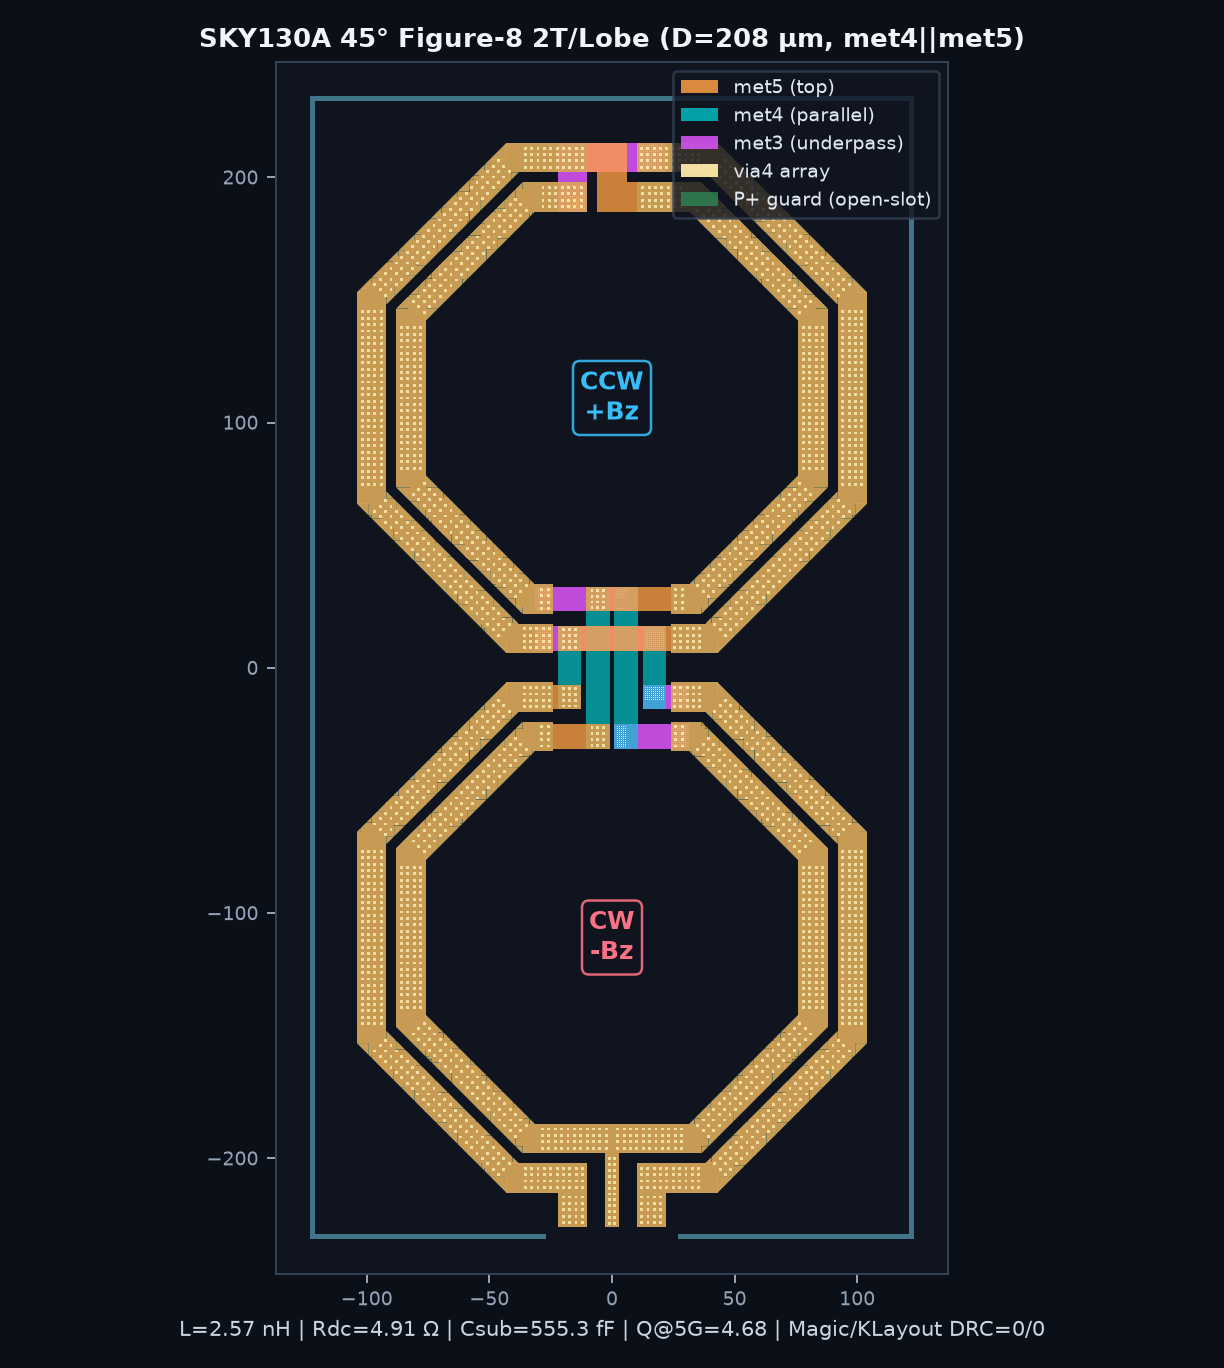 SKY130A 45° Figure-8 2T/Lobe (D=208 μm, met4||met5)
met5 (top)
met4 (parallel)
met3 (underpass)
via4 array
P+ guard (open-slot)
200
100
0
−100
−200
CCW
+Bz
CW
-Bz
−100 −50 0 50 100
L=2.57 nH | Rdc=4.91 Ω | Csub=555.3 fF | Q@5G=4.68 | Magic/KLayout DRC=0/0